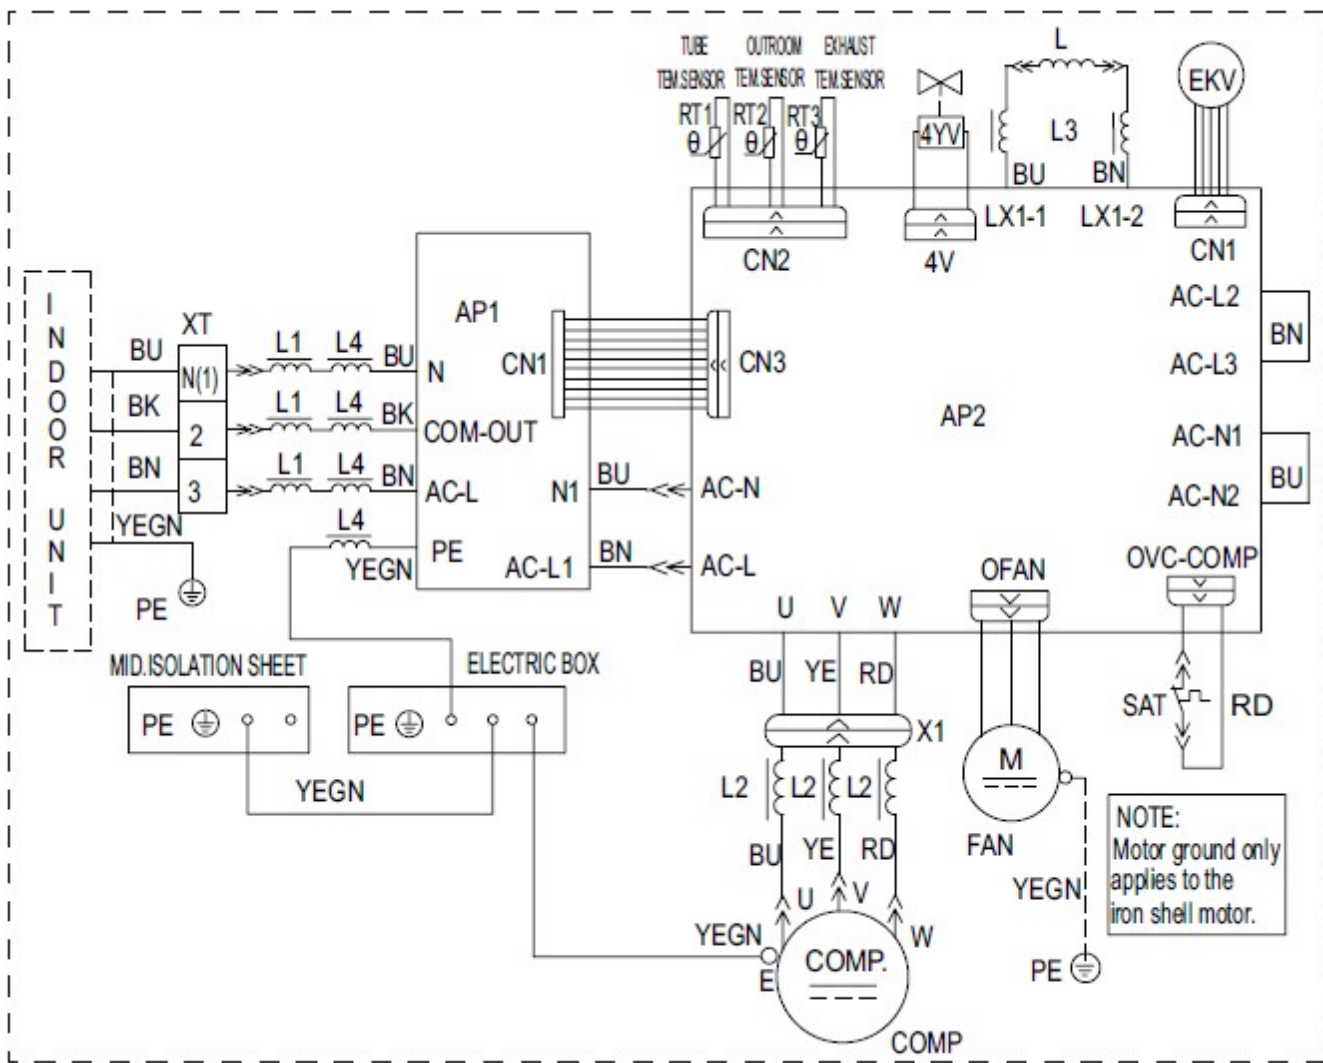 TUBE
TEM.SENSOR
OUTROOM
TEM.SENSOR
EXHAUST
TEM.SENSOR
RT1
RT2
RT3
θ
θ
θ
4YV
L
L3
EKV
BU
BN
LX1-1
LX1-2
CN2
4V
CN1
AC-L2
BN
AC-L3
AC-N1
BU
AC-N2
OVC-COMP
AP2
CN3
AC-N
AC-L
OFAN
U
V
W
INDOOR UNIT
XT
BU
N(1)
L1
L4
BU
N
BK
2
L1
L4
BK
COM-OUT
BN
3
L1
L4
BN
AC-L
YEGN
PE
L4
YEGN
PE
AP1
CN1
N1
BU
AC-L1
BN
MID.ISOLATION SHEET
PE
ELECTRIC BOX
PE
YEGN
BU
YE
RD
X1
L2
L2
L2
BU
YE
RD
U
V
W
YEGN
E
COMP.
COMP
M
FAN
YEGN
PE
SAT
RD
NOTE:
Motor ground only
applies to the
iron shell motor.